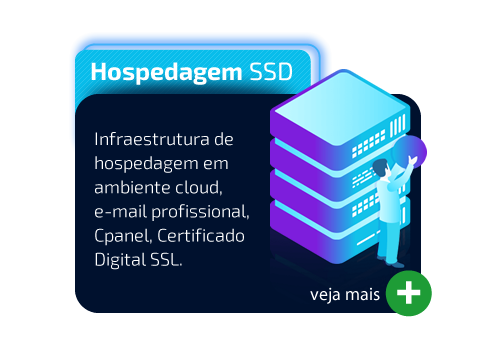 Hospedagem SSD
Infraestrutura de
hospedagem em
ambiente cloud,
e-mail profissional,
Cpanel, Certificado
Digital SSL.
veja mais +